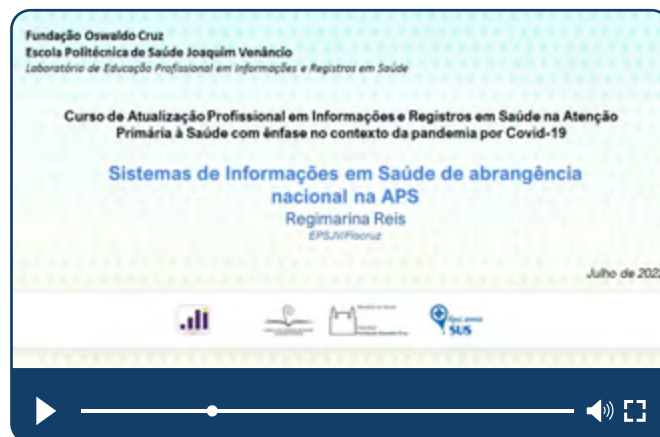 Fundação Oswaldo Cruz
Escola Politécnica de Saúde Joaquim Venâncio
Laboratório de Educação Profissional em Informações e Registros em Saúde
Curso de Atualização Profissional em Informações e Registros em Saúde na Atenção
Primária à Saúde com ênfase no contexto da pandemia por Covid-19
Sistemas de Informações em Saúde de abrangência
nacional na APS
Regimarina Reis
EPSJV/Fiocruz
Julho de 2022
SUS